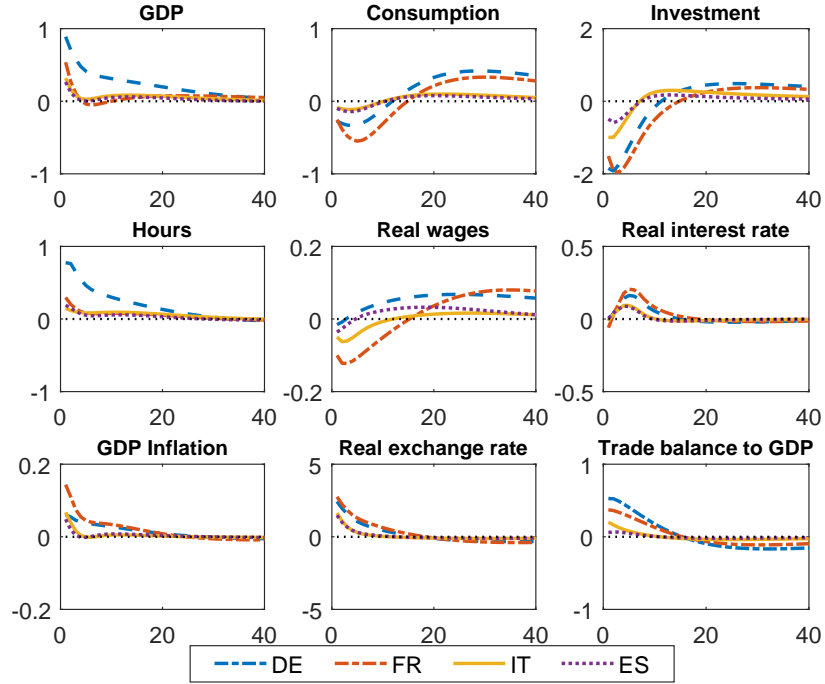 GDP Consumption Investment
1 1 2
0 0 0
-1 -1 -2
0 20 40 0 20 40 0 20 40
Hours Real wages Real interest rate
1 0.2 0.5
0 0 0
-1 -0.2 -0.5
0 20 40 0 20 40 0 20 40
GDP Inflation Real exchange rate Trade balance to GDP
0.2 5 1
0 0 0
-0.2 -5 -1
0 20 40 0 20 40 0 20 40
DE FR IT ES